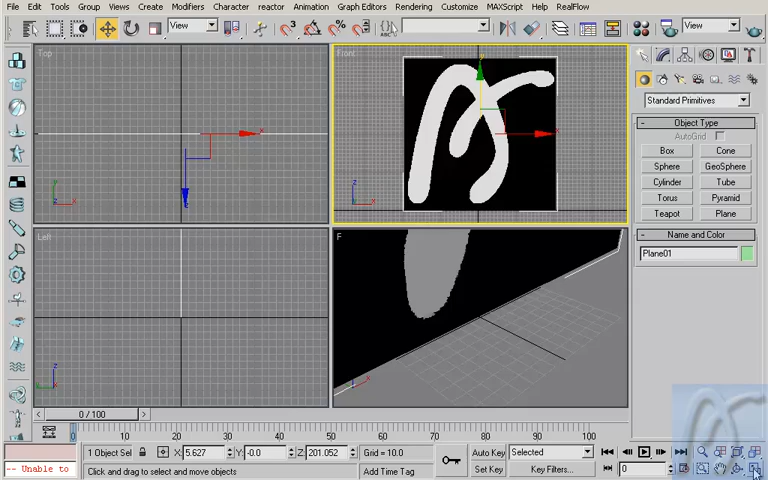 File Edit Tools Group Views Create Modifiers Character reactor Animation Graph Editors Rendering Customize MAXScript Help RealFlow
View 3 % View
Top Front
Standard Primitives
Object Type
AutoGrid
Box Cone
Sphere GeoSphere
Cylinder Tube
Torus Pyramid
Teapot Plane
Name and Color
Plane01
Left F
0 / 100
0 10 20 30 40 50 60 70 80 90 100
1 Object Sel X: 5.627 Y: -0.0 Z: 201.052 Grid = 10.0 Auto Key Selected
-- Unable to Click and drag to select and move objects Add Time Tag Set Key Key Filters... 0